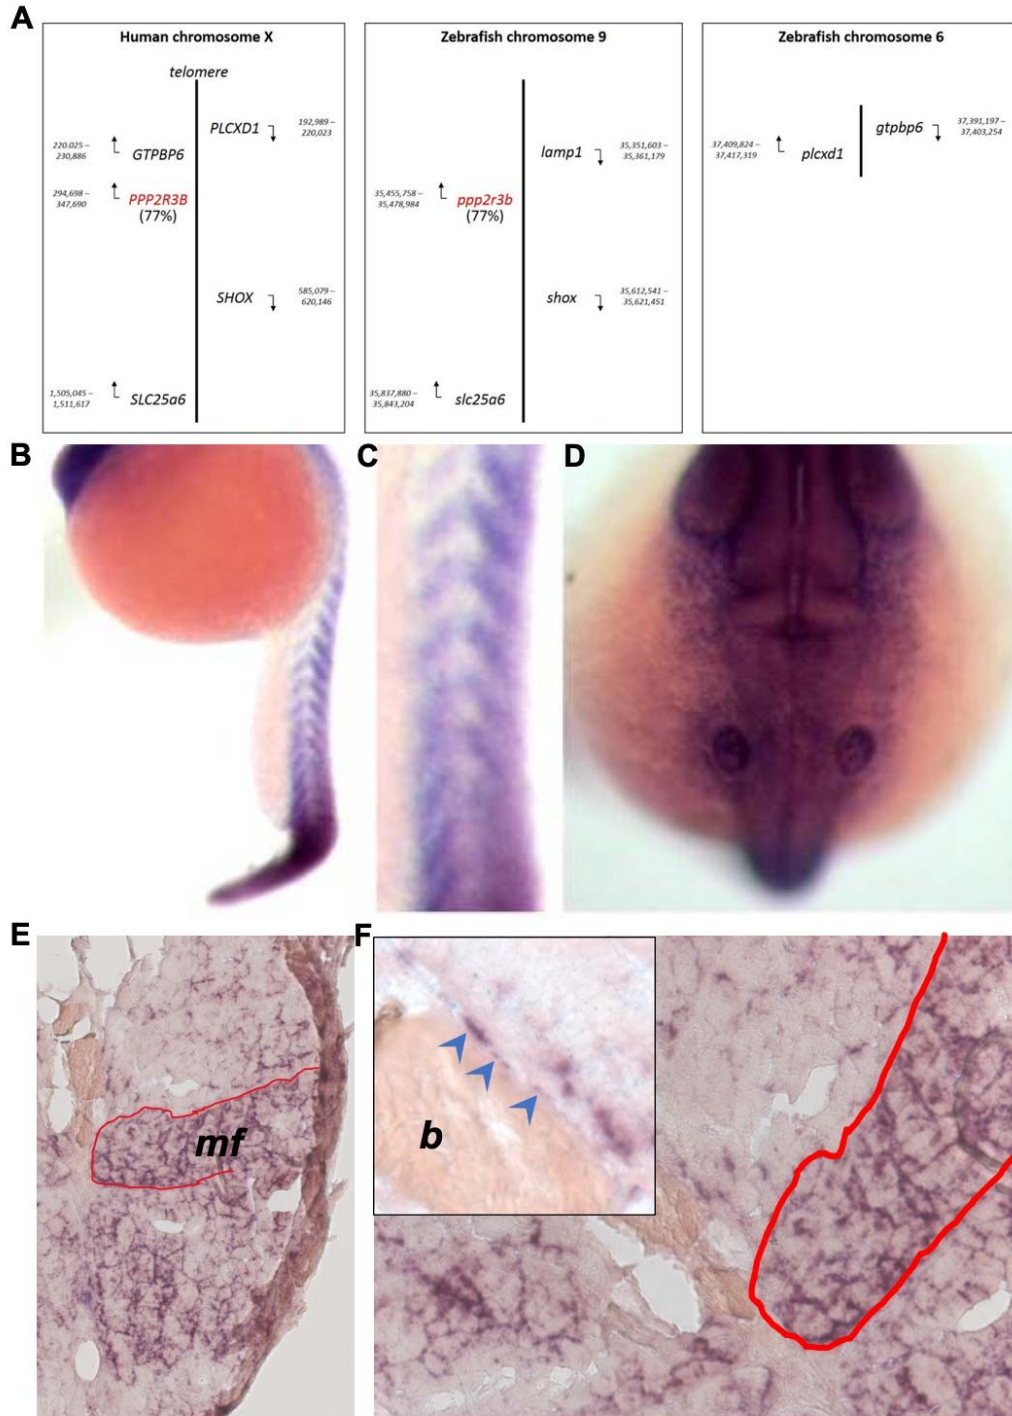 A
Human chromosome X
telomere
PLCXD1
192,989 –
220,023
220.025 –
230,886
GTPBP6
294,698 –
347,690
PPP2R3B
(77%)
SHOX
585,079 –
620,146
1,505,045 –
1,511,617
SLC25a6
Zebrafish chromosome 9
lamp1
35,351,603 –
35,361,179
35,455,758 –
35,478,984
ppp2r3b
(77%)
shox
35,612,541 –
35,621,451
35,837,880 –
35,843,204
slc25a6
Zebrafish chromosome 6
gtpbp6
37,391,197 –
37,403,254
37,409,824 –
37,417,319
plcxd1
B
C
D
E
mf
F
b